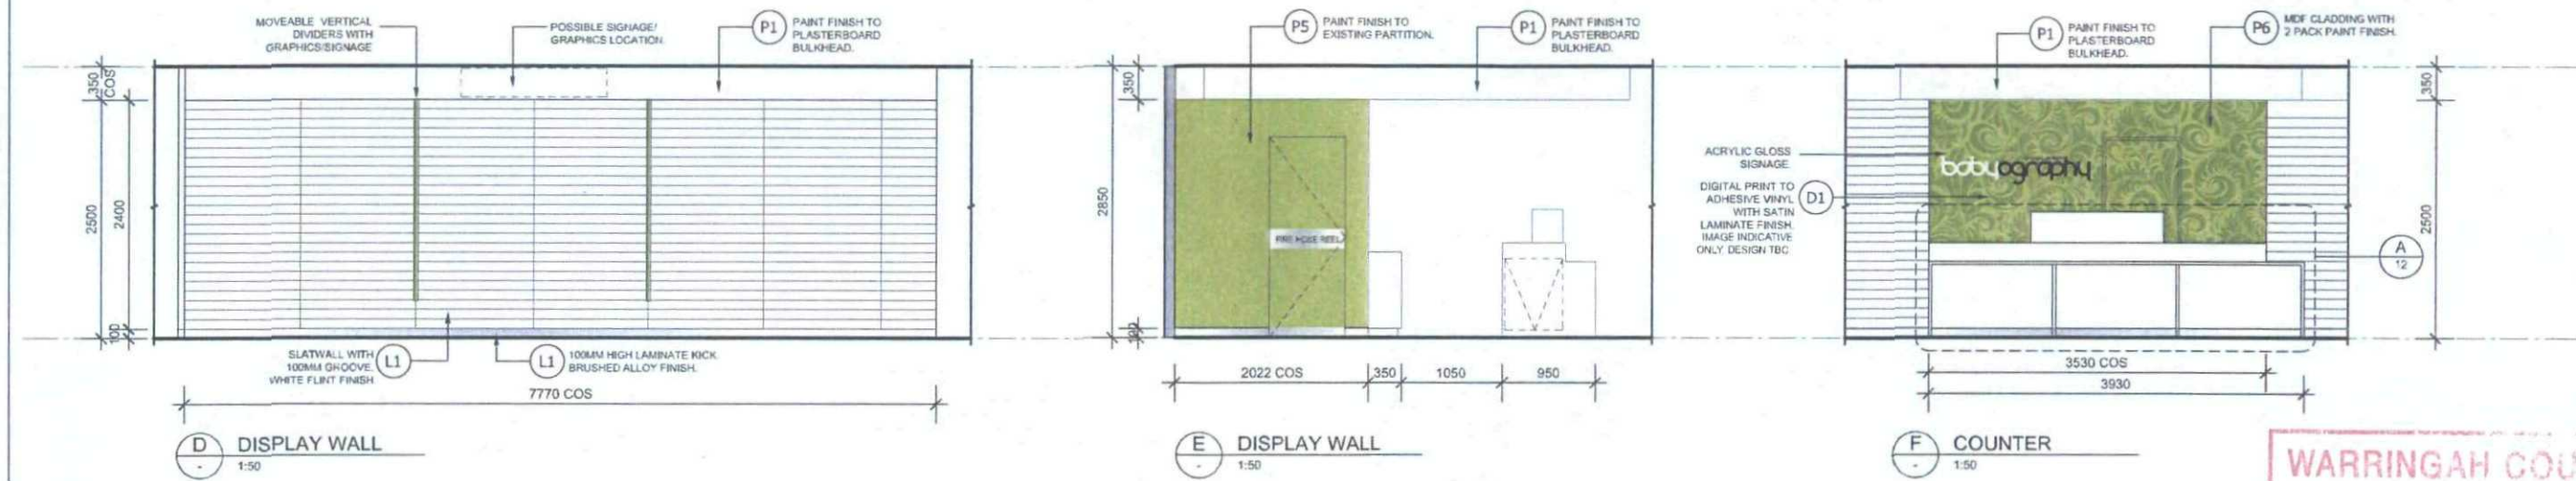 MOVEABLE VERTICAL
DIVIDERS WITH
GRAPHICS/SIGNAGE
POSSIBLE SIGNAGE/
GRAPHICS LOCATION.
P1
PAINT FINISH TO
PLASTERBOARD
BULKHEAD.
350
COS
2500
2400
100
SLATWALL WITH
100MM GROOVE.
WHITE FLINT FINISH
L1
L1
100MM HIGH LAMINATE KICK.
BRUSHED ALLOY FINISH.
7770 COS
D
-
DISPLAY WALL
1:50
P5
PAINT FINISH TO
EXISTING PARTITION.
P1
PAINT FINISH TO
PLASTERBOARD
BULKHEAD.
350
2850
100
FIRE HOSE REEL
2022 COS
350
1050
950
E
-
DISPLAY WALL
1:50
P1
PAINT FINISH TO
PLASTERBOARD
BULKHEAD.
P6
MDF CLADDING WITH
2 PACK PAINT FINISH.
ACRYLIC GLOSS
SIGNAGE.
DIGITAL PRINT TO
ADHESIVE VINYL
WITH SATIN
LAMINATE FINISH.
IMAGE INDICATIVE
ONLY. DESIGN TBC
D1
babyography
350
2500
A
12
3530 COS
3930
F
-
COUNTER
1:50
WARRINGAH COU